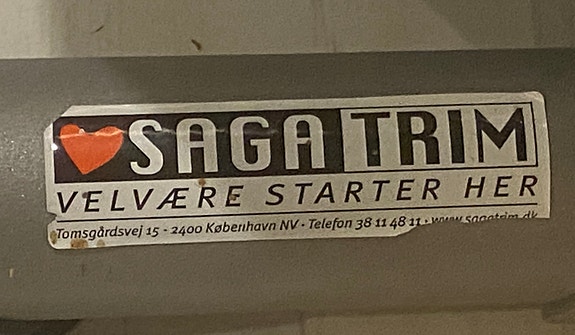 SAGA TRIM
VELVÆRE STARTER HER
Tomsgårdsvej 15 - 2400 København NV • Telefon 38 11 48 11 • www.sagatrim.dk